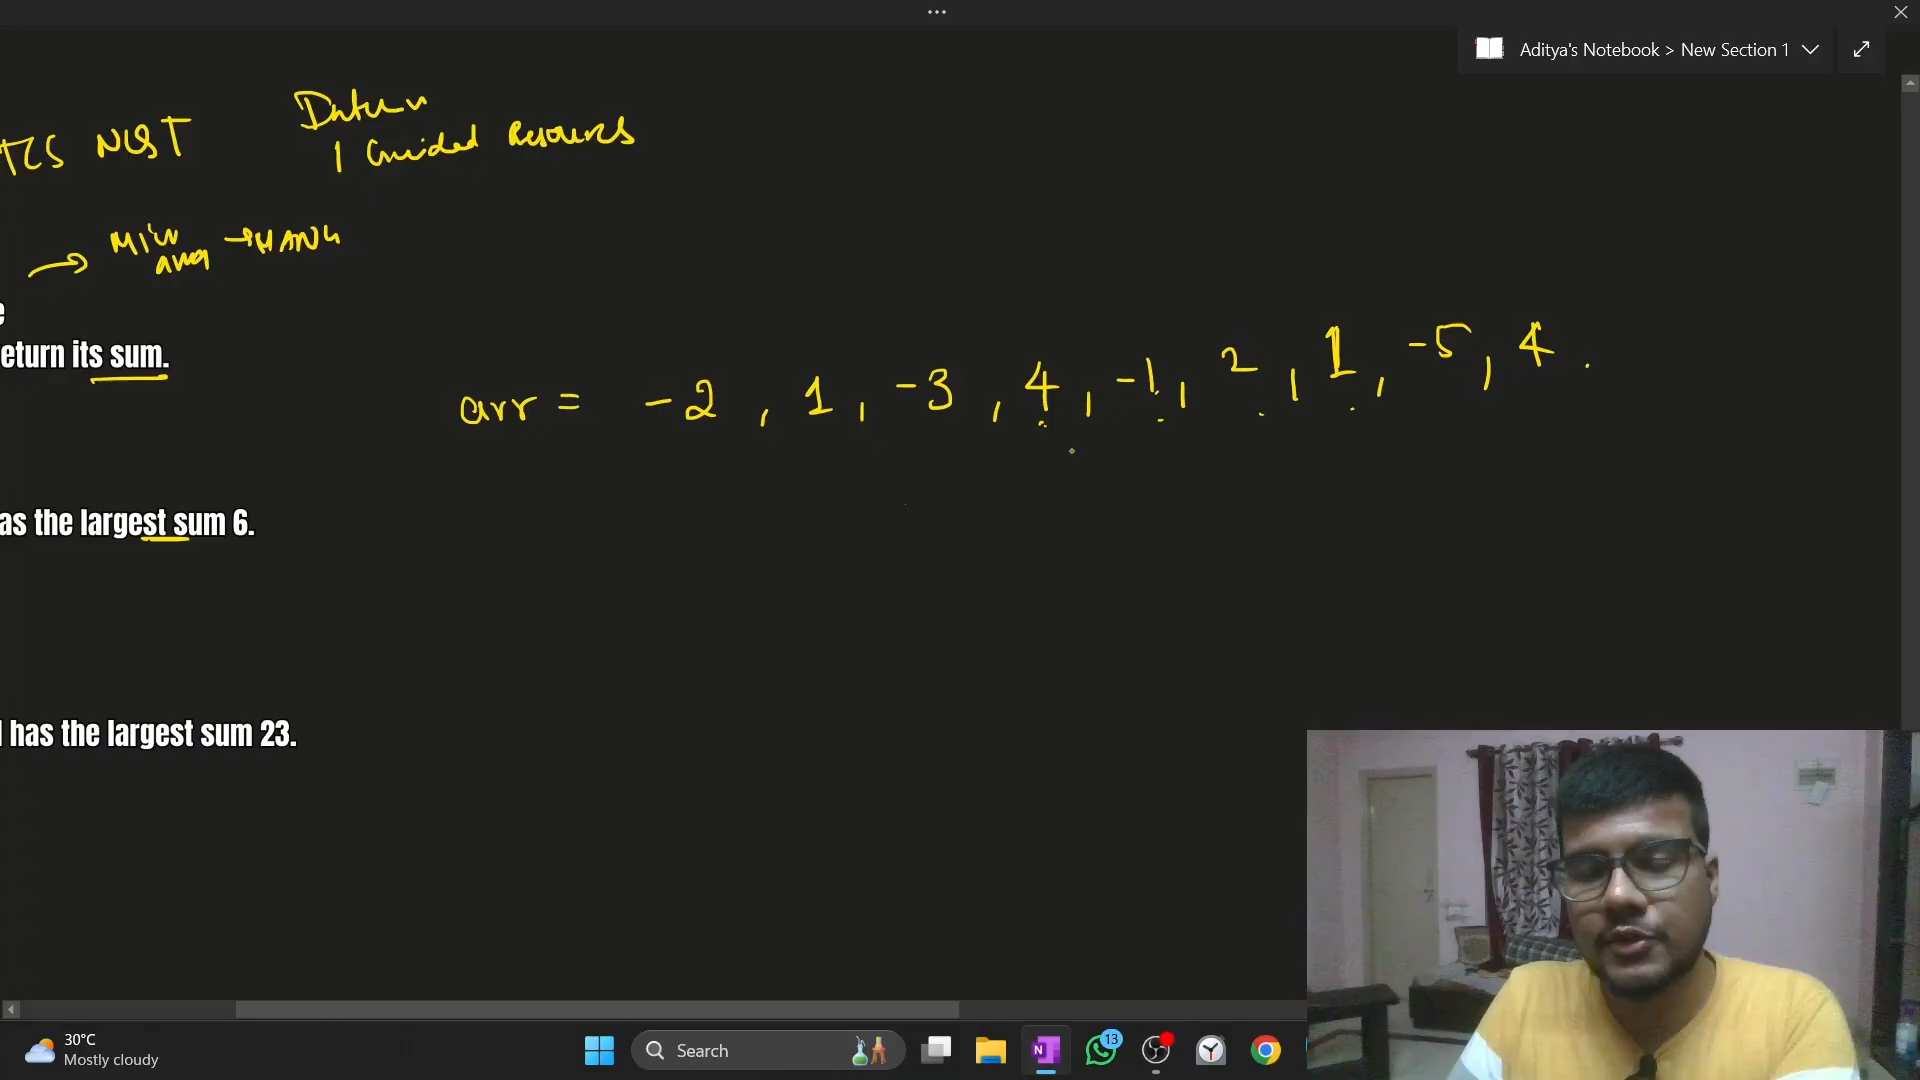 ...
Aditya's Notebook > New Section 1
TCS NQT
1 Guided Resources
e
eturn its sum.
arr = -2, 1, -3, 4, -1, 2, 1, -5, 4.
as the largest sum 6.
l has the largest sum 23.
30°C
Mostly cloudy
Search
N
13